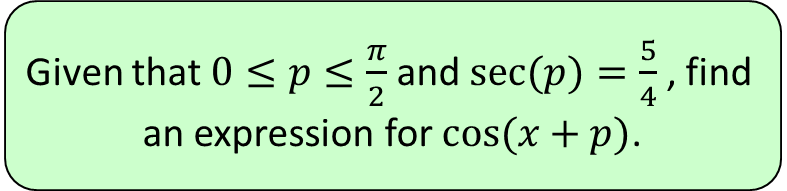 Given that 0 ≤ p ≤ π/2 and sec(p) = 5/4 , find
an expression for cos(x + p).